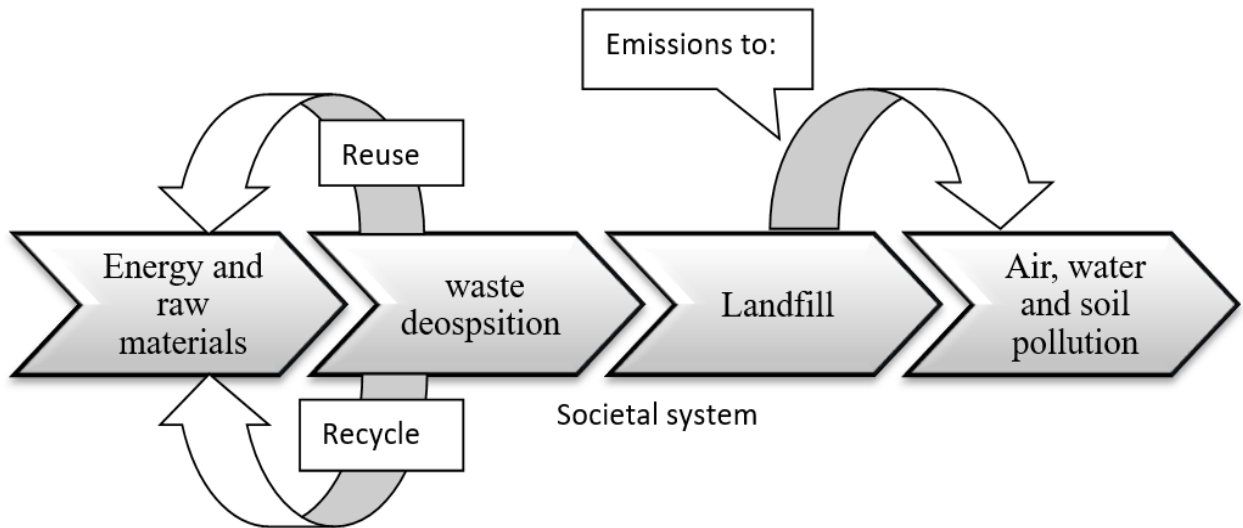 Emissions to:
Reuse
Energy and
raw
materials
waste
deospsition
Landfill
Air, water
and soil
pollution
Recycle
Societal system